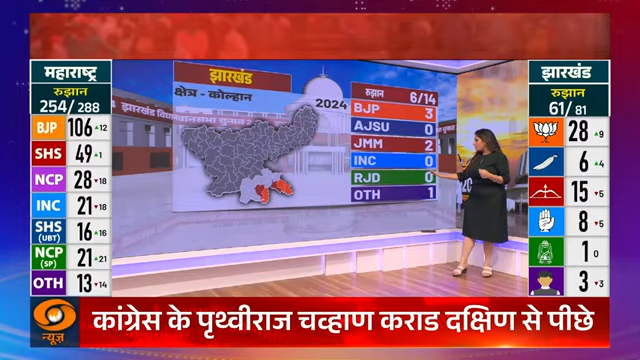 महाराष्ट्र
रुझान
254/288
BJP 106 ▲12
SHS 49 ▲1
NCP 28 ▼18
INC 21 ▼18
SHS (UBT) 16 ▲16
NCP (SP) 21 ▲21
OTH 13 ▼14
झारखंड
क्षेत्र - कोल्हान
2024
झारखंड विधानसभा चुनाव
रुझान 6/14
BJP 3
AJSU 0
JMM 2
INC 0
RJD 0
OTH 1
झारखंड
रुझान
61/81
28 ▲9
6 ▲4
15 ▼5
8 ▼5
1 0
3 ▼3
न्यूज़
कांग्रेस के पृथ्वीराज चव्हाण कराड दक्षिण से पीछे